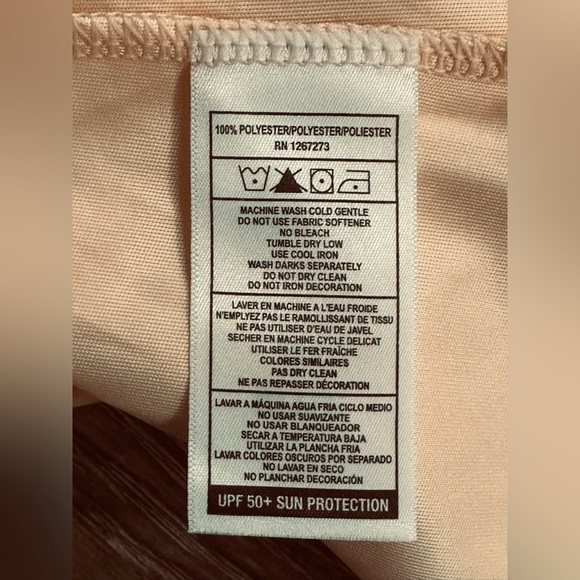 100% POLYESTER/POLYESTER/POLIESTER
RN 1267273
MACHINE WASH COLD GENTLE
DO NOT USE FABRIC SOFTENER
NO BLEACH
TUMBLE DRY LOW
USE COOL IRON
WASH DARKS SEPARATELY
DO NOT DRY CLEAN
DO NOT IRON DECORATION
LAVER EN MACHINE A L'EAU FROIDE
N'EMPLYEZ PAS LE RAMOLLISSANT DE TISSU
NE PAS UTILISER D'EAU DE JAVEL
SECHER EN MACHINE CYCLE DELICAT
UTILISER LE FER FRAÎCHE
COLORES SIMILAIRES
PAS DRY CLEAN
NE PAS REPASSER DÉCORATION
LAVAR A MÁQUINA AGUA FRIA CICLO MEDIO
NO USAR SUAVIZANTE
NO USAR BLANQUEADOR
SECAR A TEMPERATURA BAJA
UTILIZAR LA PLANCHA FRIA
LAVAR COLORES OSCUROS POR SEPARADO
NO LAVAR EN SECO
NO PLANCHAR DECORACIÓN
UPF 50+ SUN PROTECTION